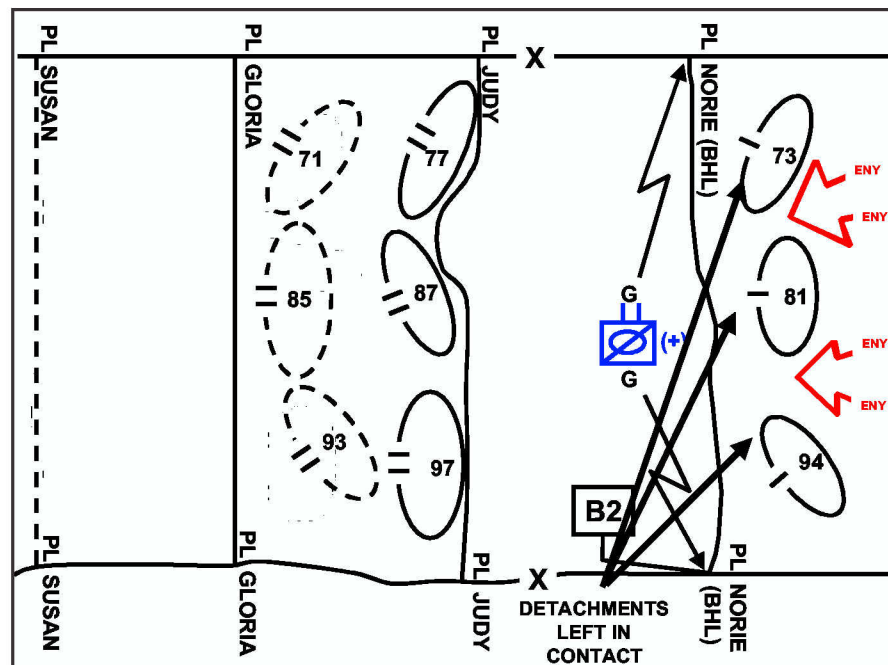 PL SUSAN
PL GLORIA
PL JUDY
X
PL NORIE (BHL)
71
77
73
ENY
ENY
85
87
G
81
(+)
G
ENY
ENY
93
97
94
B2
PL SUSAN
PL GLORIA
PL JUDY
X
PL NORIE
(BHL)
DETACHMENTS
LEFT IN
CONTACT